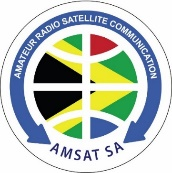 AMATEUR RADIO SATELLITE COMMUNICATION
AMSAT SA